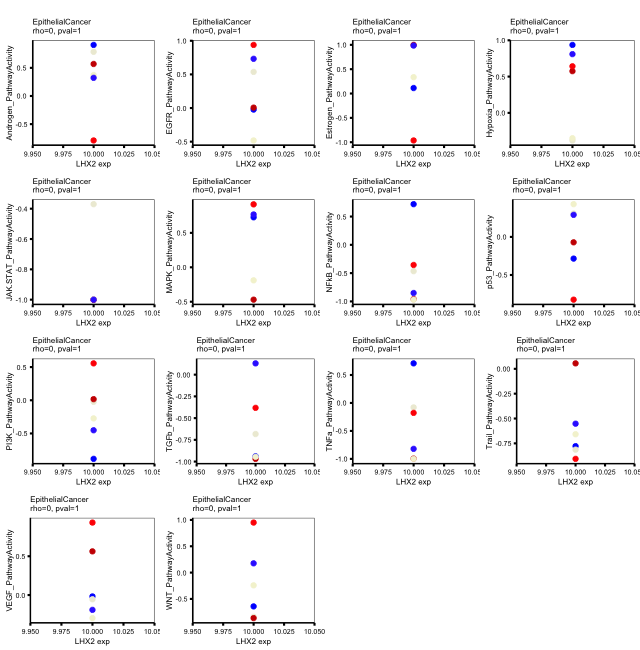 EpithelialCancer
rho=0, pval=1
Androgen_PathwayActivity
0.5
0.0
-0.5
9.950 9.975 10.000 10.025 10.05
LHX2 exp
EpithelialCancer
rho=0, pval=1
EGFR_PathwayActivity
1.0
0.5
0.0
-0.5
9.950 9.975 10.000 10.025 10.05
LHX2 exp
EpithelialCancer
rho=0, pval=1
Estrogen_PathwayActivity
1.0
0.5
0.0
-0.5
-1.0
9.950 9.975 10.000 10.025 10.05
LHX2 exp
EpithelialCancer
rho=0, pval=1
Hypoxia_PathwayActivity
1.0
0.5
0.0
9.950 9.975 10.000 10.025 10.05
LHX2 exp
EpithelialCancer
rho=0, pval=1
JAK.STAT_PathwayActivity
-0.4
-0.6
-0.8
-1.0
9.950 9.975 10.000 10.025 10.05
LHX2 exp
EpithelialCancer
rho=0, pval=1
MAPK_PathwayActivity
0.5
0.0
-0.5
9.950 9.975 10.000 10.025 10.05
LHX2 exp
EpithelialCancer
rho=0, pval=1
NFkB_PathwayActivity
0.5
0.0
-0.5
-1.0
9.950 9.975 10.000 10.025 10.05
LHX2 exp
EpithelialCancer
rho=0, pval=1
p53_PathwayActivity
0.0
-0.5
9.950 9.975 10.000 10.025 10.05
LHX2 exp
EpithelialCancer
rho=0, pval=1
PI3K_PathwayActivity
0.5
0.0
-0.5
9.950 9.975 10.000 10.025 10.05
LHX2 exp
EpithelialCancer
rho=0, pval=1
TGFb_PathwayActivity
0.00
-0.25
-0.50
-0.75
-1.00
9.950 9.975 10.000 10.025 10.05
LHX2 exp
EpithelialCancer
rho=0, pval=1
TNFa_PathwayActivity
0.5
0.0
-0.5
-1.0
9.950 9.975 10.000 10.025 10.05
LHX2 exp
EpithelialCancer
rho=0, pval=1
Trail_PathwayActivity
0.00
-0.25
-0.50
-0.75
9.950 9.975 10.000 10.025 10.05
LHX2 exp
EpithelialCancer
rho=0, pval=1
VEGF_PathwayActivity
0.5
0.0
9.950 9.975 10.000 10.025 10.05
LHX2 exp
EpithelialCancer
rho=0, pval=1
WNT_PathwayActivity
1.0
0.5
0.0
-0.5
9.950 9.975 10.000 10.025 10.050
LHX2 exp